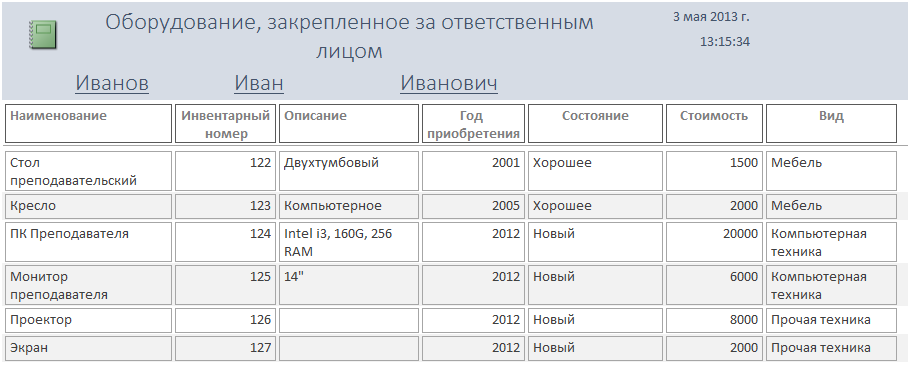 Оборудование, закрепленное за ответственным
лицом
3 мая 2013 г.
13:15:34
Иванов Иван Иванович
Наименование Инвентарный номер Описание Год приобретения Состояние Стоимость Вид
Стол преподавательский 122 Двухтумбовый 2001 Хорошее 1500 Мебель
Кресло 123 Компьютерное 2005 Хорошее 2000 Мебель
ПК Преподавателя 124 Intel i3, 160G, 256 RAM 2012 Новый 20000 Компьютерная техника
Монитор преподавателя 125 14" 2012 Новый 6000 Компьютерная техника
Проектор 126 2012 Новый 8000 Прочая техника
Экран 127 2012 Новый 2000 Прочая техника